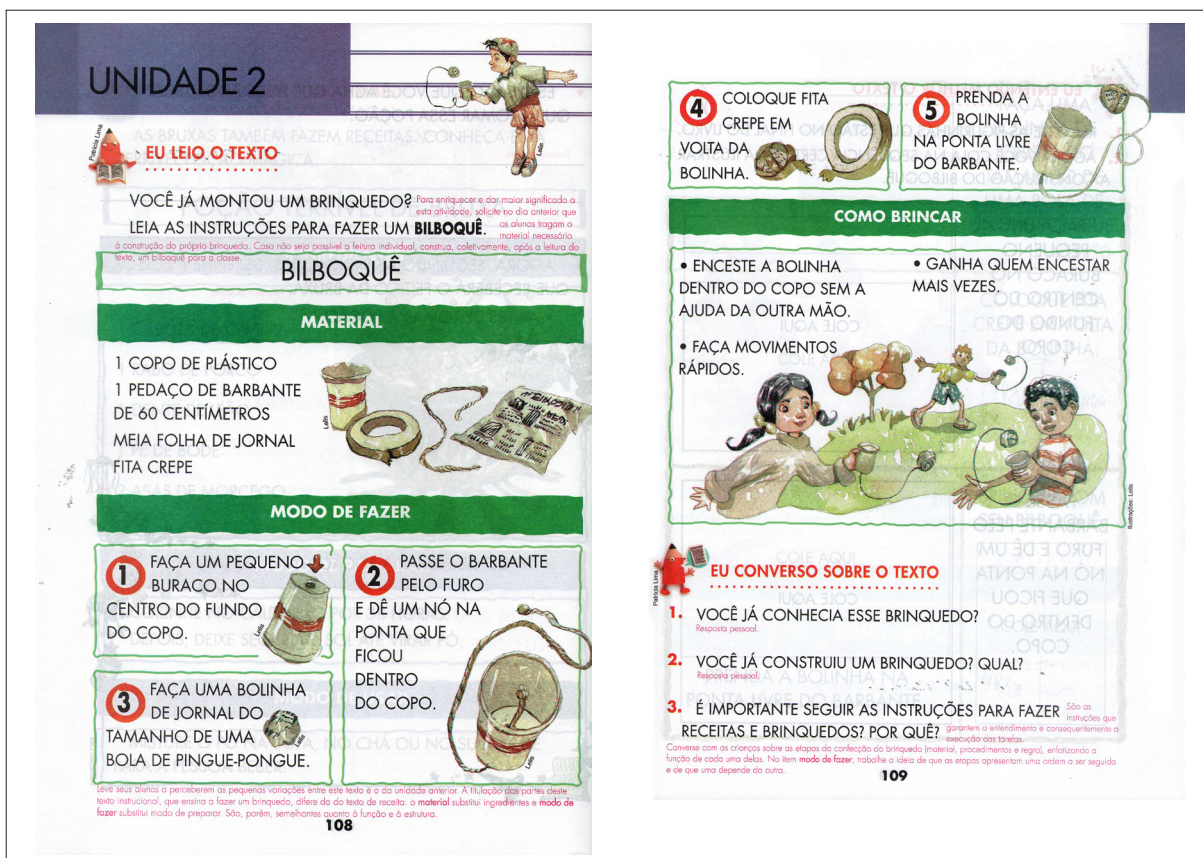 UNIDADE 2
Patrícia Lima
EU LEIO O TEXTO
Lelis
VOCÊ JÁ MONTOU UM BRINQUEDO?
LEIA AS INSTRUÇÕES PARA FAZER UM BILBOQUÊ.
Para enriquecer e dar maior significado a
esta atividade, solicite no dia anterior que
os alunos tragam o
material necessário
à construção do próprio brinquedo. Caso não seja possível a feitura individual, construa, coletivamente, após a leitura do
texto, um bilboquê para a classe.
BILBOQUÊ
MATERIAL
1 COPO DE PLÁSTICO
1 PEDAÇO DE BARBANTE
DE 60 CENTÍMETROS
MEIA FOLHA DE JORNAL
FITA CREPE
Lelis
MODO DE FAZER
1
FAÇA UM PEQUENO
BURACO NO
CENTRO DO FUNDO
DO COPO.
Lelis
2
PASSE O BARBANTE
PELO FURO
E DÊ UM NÓ NA
PONTA QUE
FICOU
DENTRO
DO COPO.
3
FAÇA UMA BOLINHA
DE JORNAL DO
TAMANHO DE UMA
BOLA DE PINGUE-PONGUE.
Lelis
Leve seus alunos a perceberem as pequenas variações entre este texto e o da unidade anterior. A titulação das partes deste
texto instrucional, que ensina a fazer um brinquedo, difere da do texto de receita: o material substitui ingredientes e modo de
fazer substitui modo de preparar. São, porém, semelhantes quanto à função e à estrutura.
108
4
COLOQUE FITA
CREPE EM
VOLTA DA
BOLINHA.
5
PRENDA A
BOLINHA
NA PONTA LIVRE
DO BARBANTE.
COMO BRINCAR
• ENCESTE A BOLINHA
DENTRO DO COPO SEM A
AJUDA DA OUTRA MÃO.
• FAÇA MOVIMENTOS
RÁPIDOS.
• GANHA QUEM ENCESTAR
MAIS VEZES.
Ilustrações: Lelis
Patrícia Lima
EU CONVERSO SOBRE O TEXTO
1. VOCÊ JÁ CONHECIA ESSE BRINQUEDO?
Resposta pessoal.
2. VOCÊ JÁ CONSTRUIU UM BRINQUEDO? QUAL?
Resposta pessoal.
3. É IMPORTANTE SEGUIR AS INSTRUÇÕES PARA FAZER
RECEITAS E BRINQUEDOS? POR QUÊ?
São as
instruções que
garantem o entendimento e consequentemente a
execução das tarefas.
Converse com as crianças sobre as etapas da confecção do brinquedo (material, procedimentos e regra), enfatizando a
função de cada uma delas. No item modo de fazer, trabalhe a ideia de que as etapas apresentam uma ordem a ser seguida
e de que uma depende da outra.
109